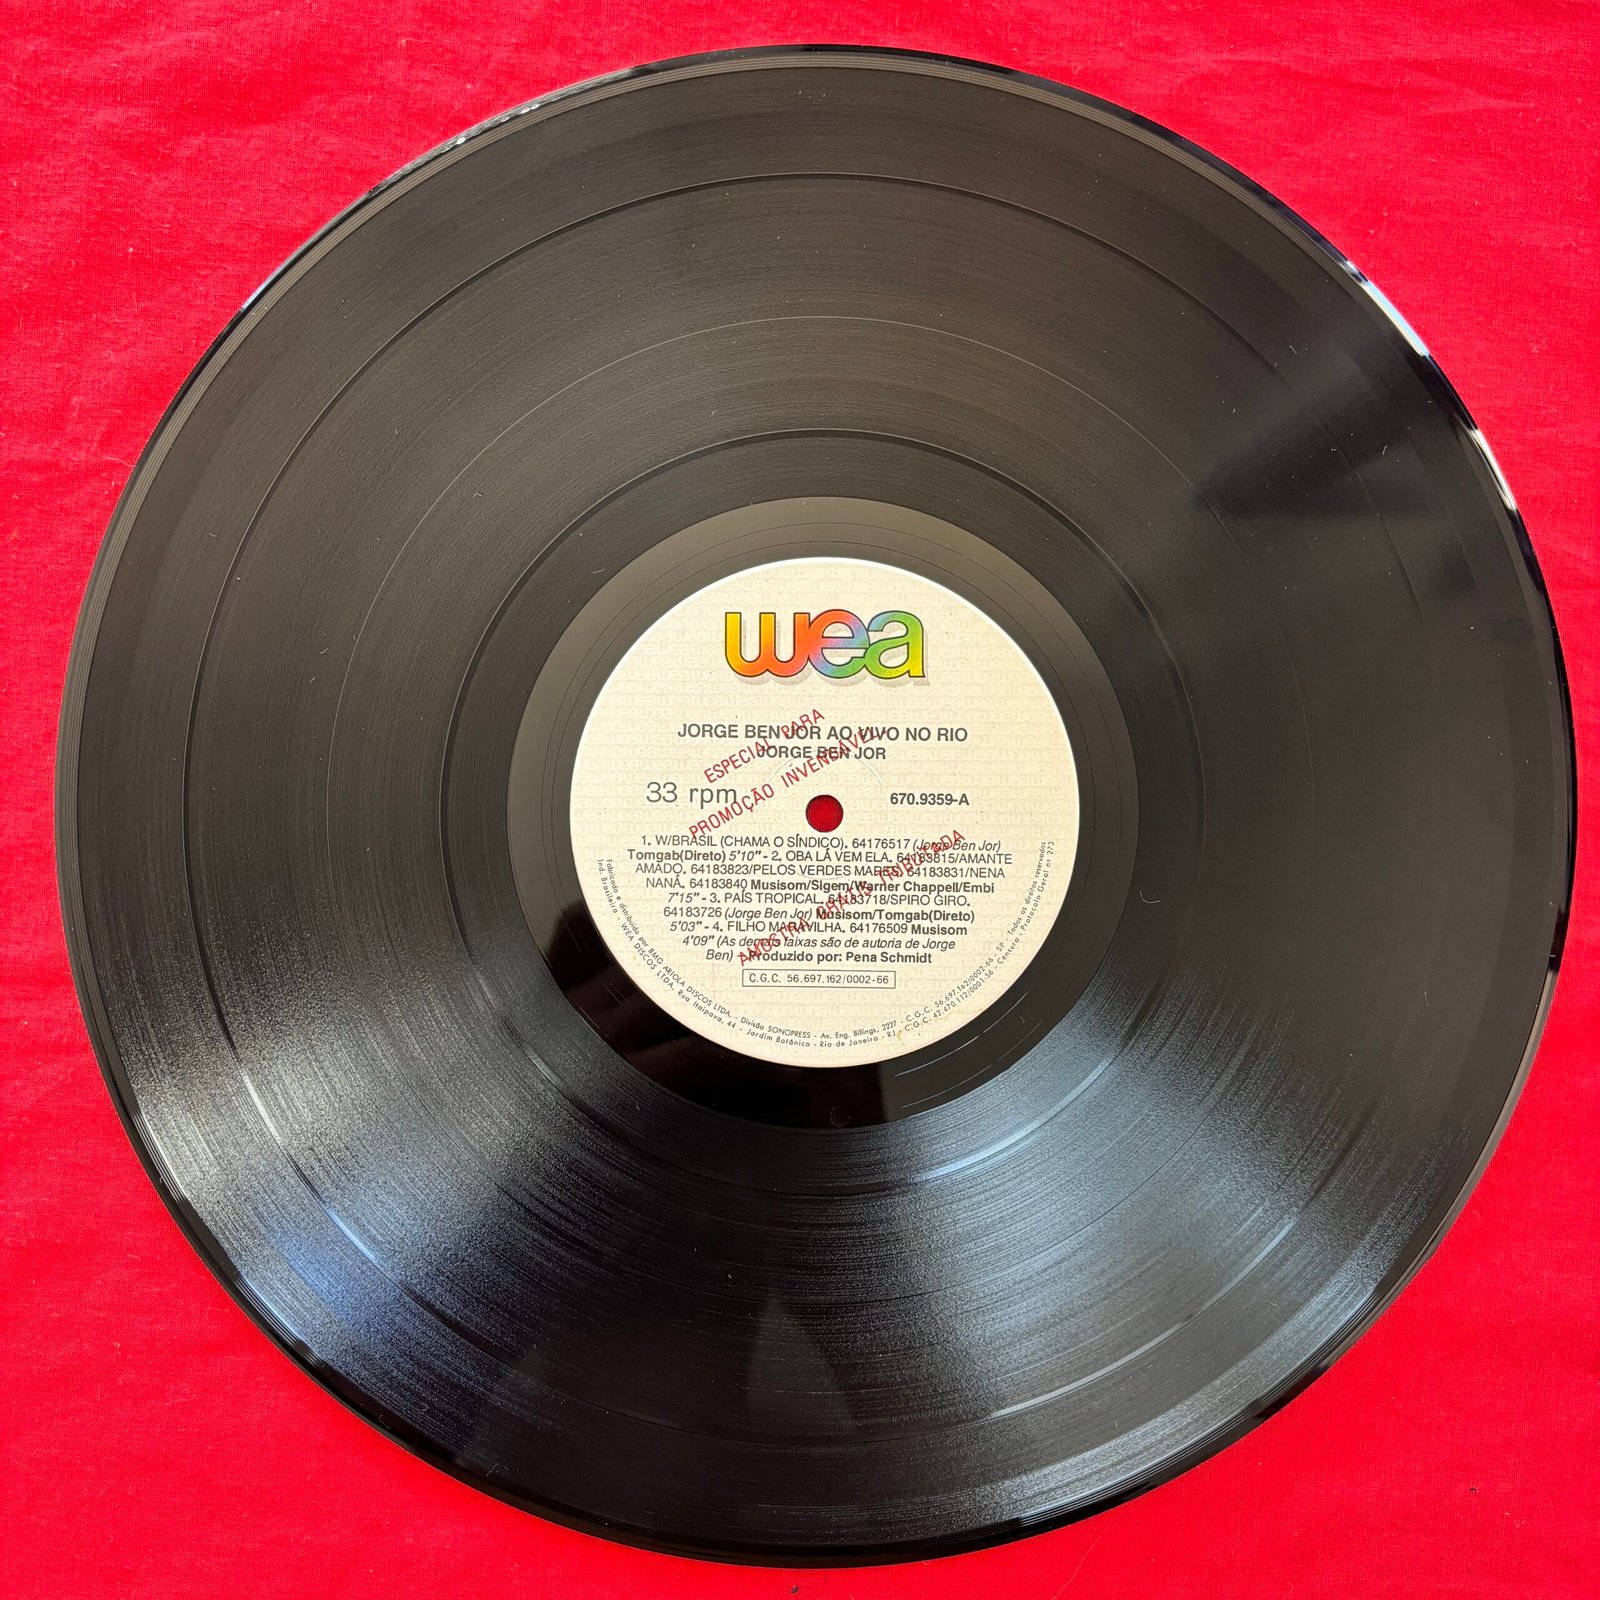 wea
JORGE BEN JOR AO VIVO NO RIO
JORGE BEN JOR
33 rpm
670.9359-A
ESPECIAL PARA
PROMOÇÃO INVENDÁVEL
AMOSTRA GRÁTIS TRIBUTADA
1. W/BRASIL (CHAMA O SÍNDICO). 64176517 (Jorge Ben Jor)
Tomgab(Direto) 5'10" - 2. OBA LÁ VEM ELA. 64183815/AMANTE
AMADO. 64183823/PELOS VERDES MARES. 64183831/NENA
NANÁ. 64183840 Musisom/Sigem/Warner Chappell/Embi
7'15" - 3. PAÍS TROPICAL. 64183718/SPIRO GIRO.
64183726 (Jorge Ben Jor) Musisom/Tomgab(Direto)
5'03" - 4. FILHO MARAVILHA. 64176509 Musisom
4'09" (As demais faixas são de autoria de Jorge
Ben) - Produzido por: Pena Schmidt
C.G.C. 56.697.162/0002-66
Fabricado e distribuido por BMG ARIOLA DISCOS LTDA. - Divisão SONOPRESS - Av. Eng. Billings, 2227 - C.G.C. 56.697.162/0002-66 - SP - Todos os direitos reservados
Ind. Brasileira - WEA DISCOS LTDA. Rua Itaipava, 44 - Jardim Botânico - Rio de Janeiro - RJ - C.G.C. 42.470.112/0001-56 - Censura - Protocolo Geral nº 273